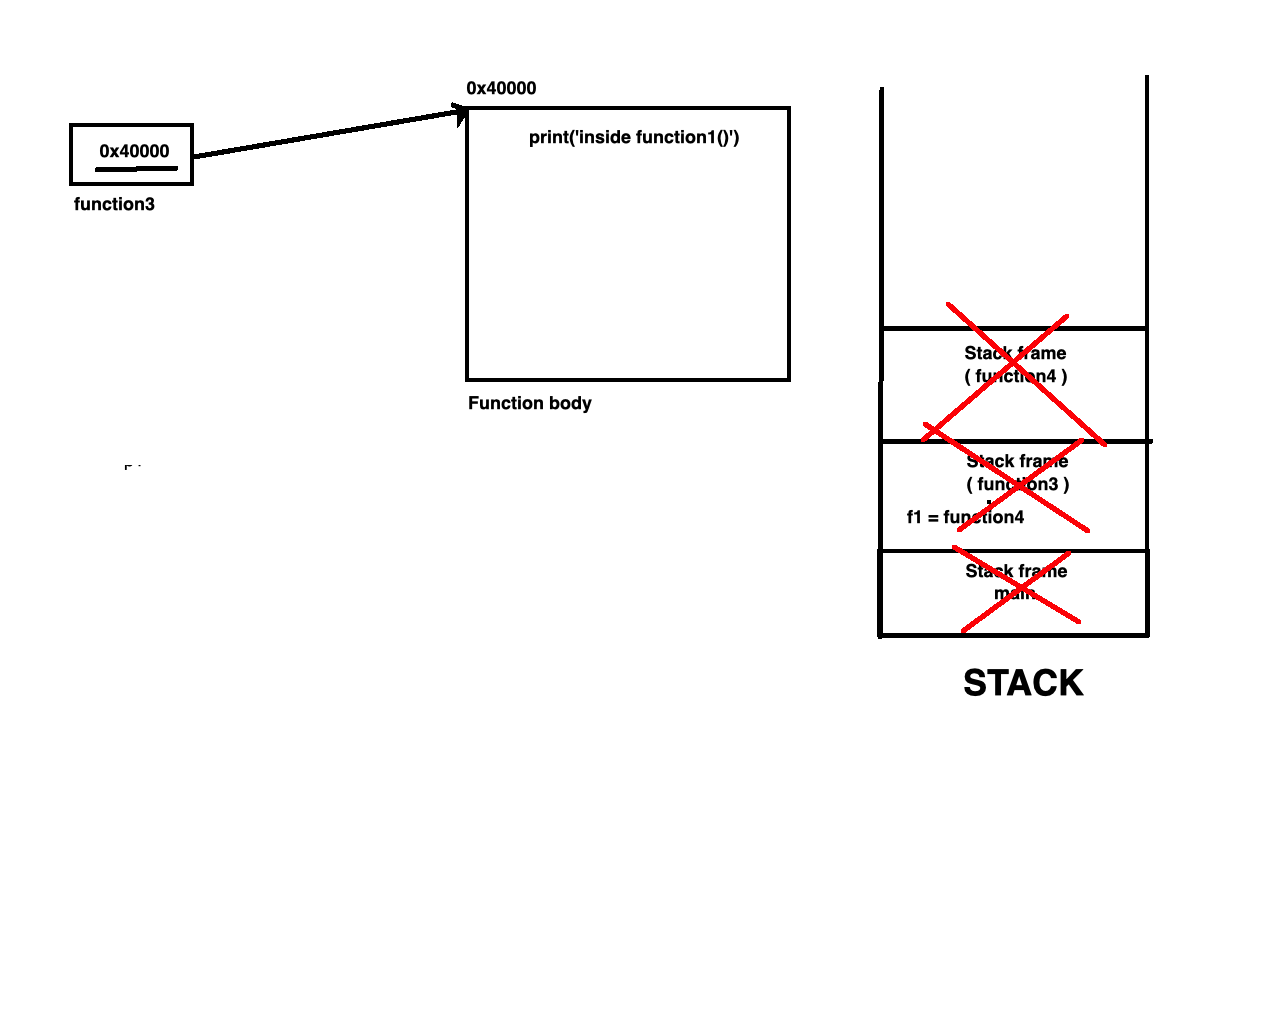 0x40000
function3
0x40000
print('inside function1()')
Function body
Stack frame
( function4 )
Stack frame
( function3 )
f1 = function4
Stack frame
main
STACK